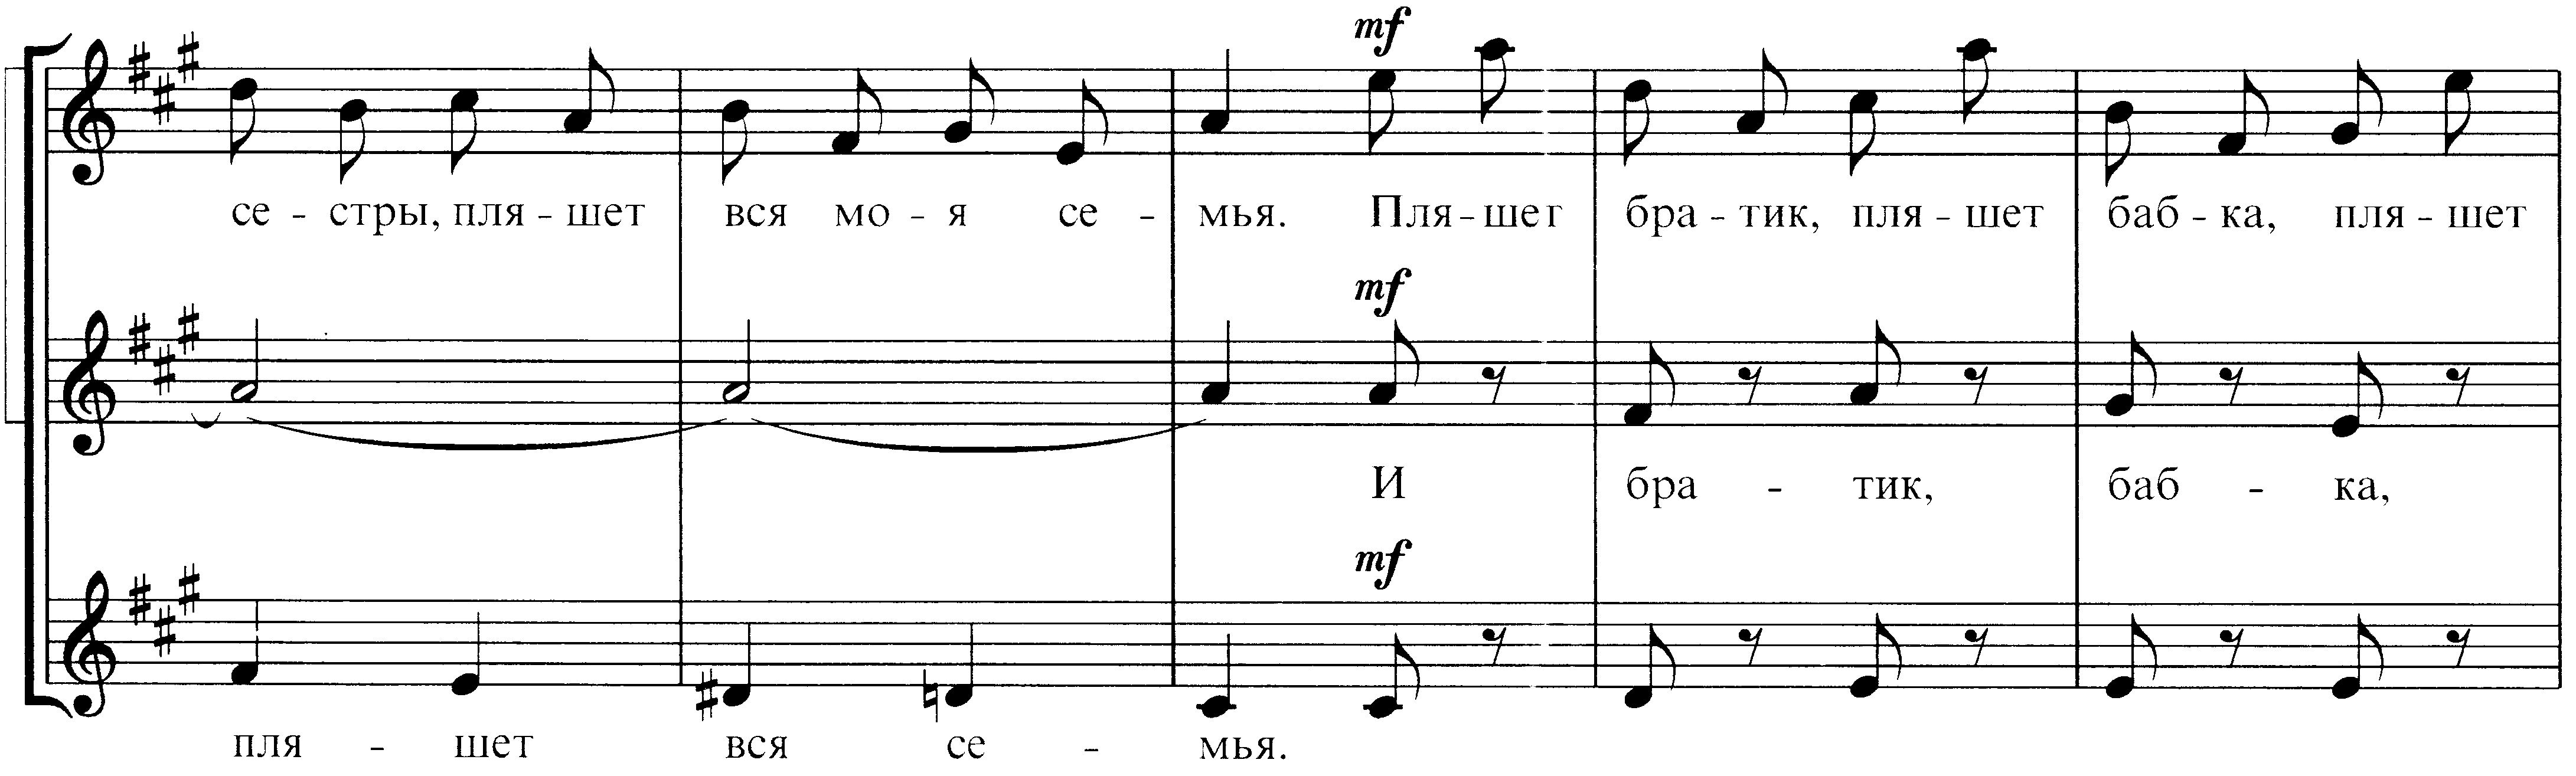 mf
се - стры, пля - шет вся мо - я се - мья. Пля - шет бра - тик, пля - шет баб - ка, пля - шет
mf
И бра - тик, баб - ка,
mf
пля - шет вся се - мья.